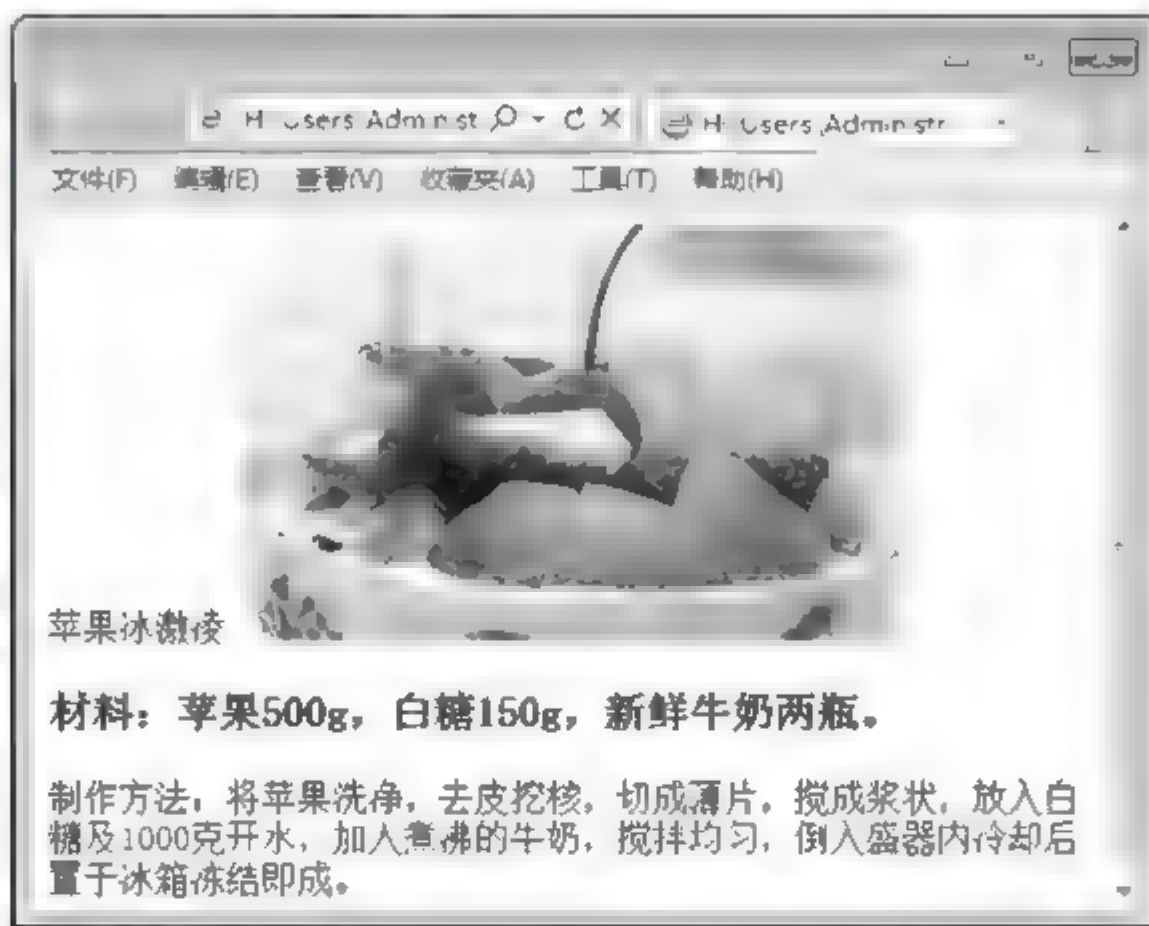 H: Users Administ
H: Users Administr
文件(F) 编辑(E) 查看(V) 收藏夹(A) 工具(T) 帮助(H)
苹果冰激凌
材料：苹果500g，白糖150g，新鲜牛奶两瓶。
制作方法，将苹果洗净，去皮挖核，切成薄片，搅成浆状，放入白
糖及1000克开水，加入煮沸的牛奶，搅拌均匀，倒入盛器内冷却后
置于冰箱冻结即成。